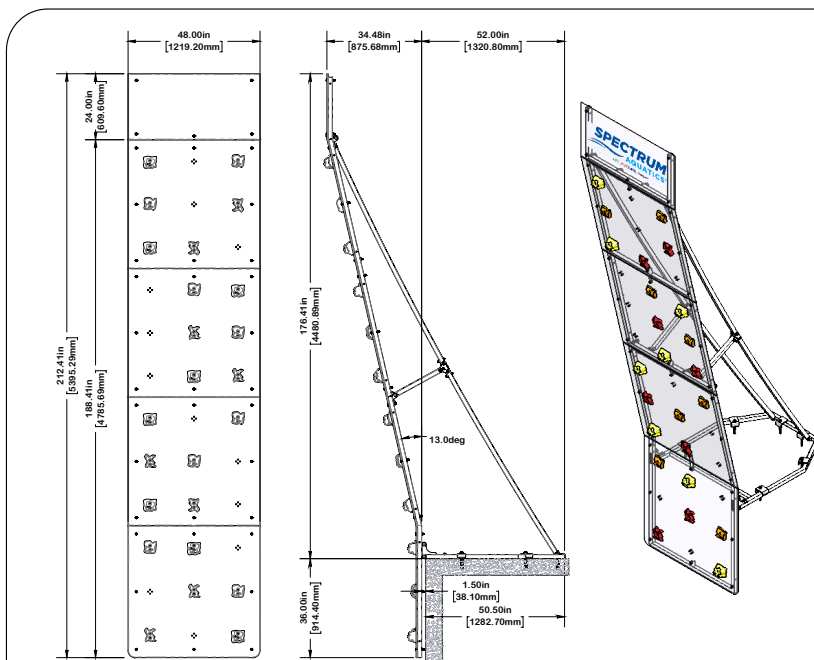 48.00in
[1219.20mm]
34.48in
[875.68mm]
52.00in
[1320.80mm]
24.00in
[609.60mm]
212.41in
[5395.29mm]
188.41in
[4785.69mm]
176.41in
[4480.89mm]
13.0deg
36.00in
[914.40mm]
1.50in
[38.10mm]
50.50in
[1282.70mm]
SPECTRUM
AQUATICS